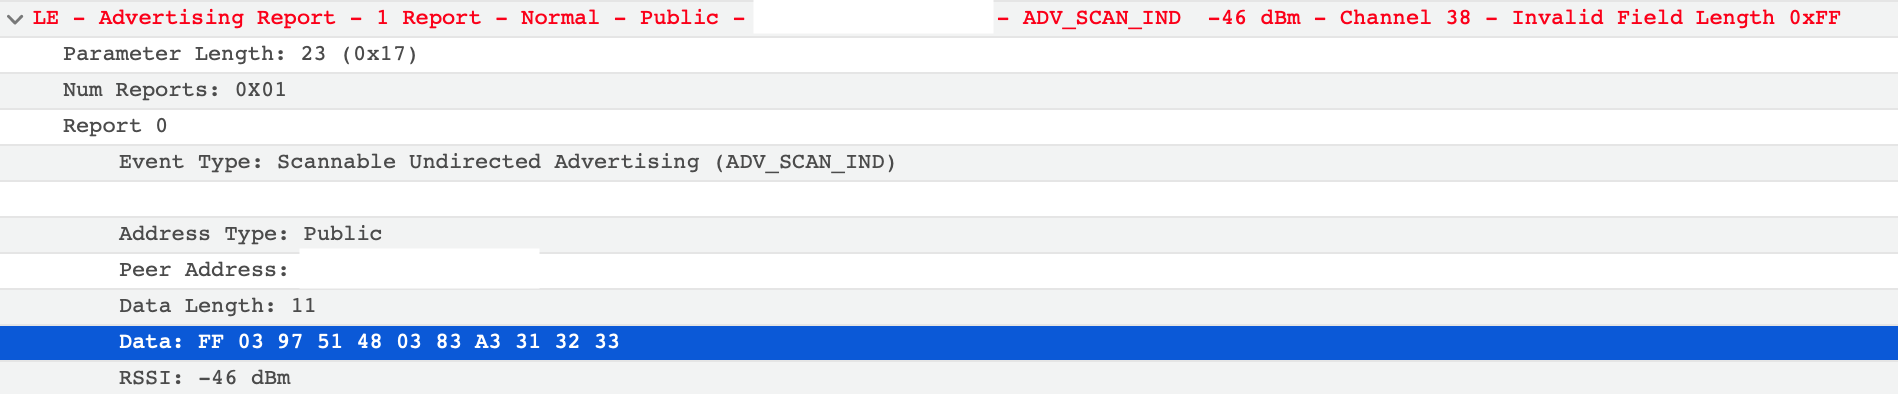 LE - Advertising Report - 1 Report - Normal - Public - - ADV_SCAN_IND -46 dBm - Channel 38 - Invalid Field Length 0xFF
Parameter Length: 23 (0x17)
Num Reports: 0X01
Report 0
Event Type: Scannable Undirected Advertising (ADV_SCAN_IND)
Address Type: Public
Peer Address:
Data Length: 11
Data: FF 03 97 51 48 03 83 A3 31 32 33
RSSI: -46 dBm